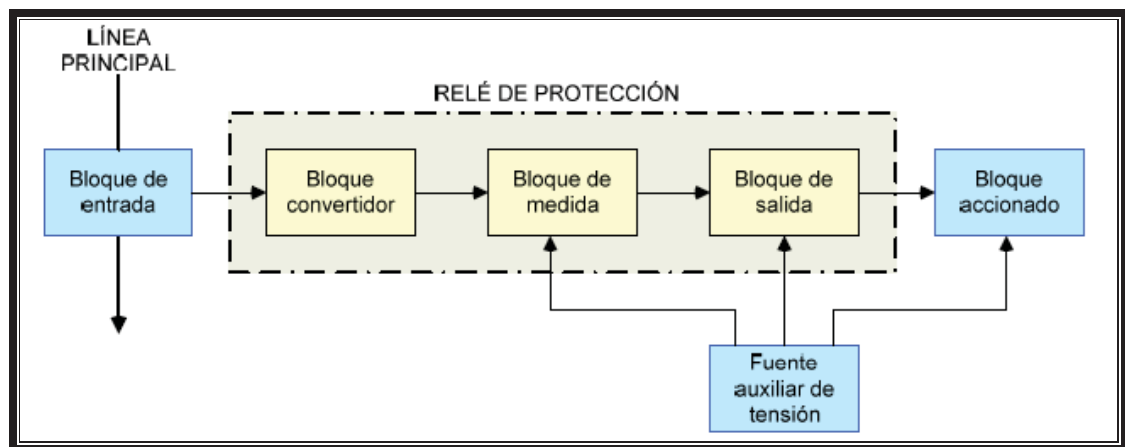 LÍNEA
PRINCIPAL
RELÉ DE PROTECCIÓN
Bloque de
entrada
Bloque
convertidor
Bloque de
medida
Bloque de
salida
Bloque
accionado
Fuente
auxiliar de
tensión